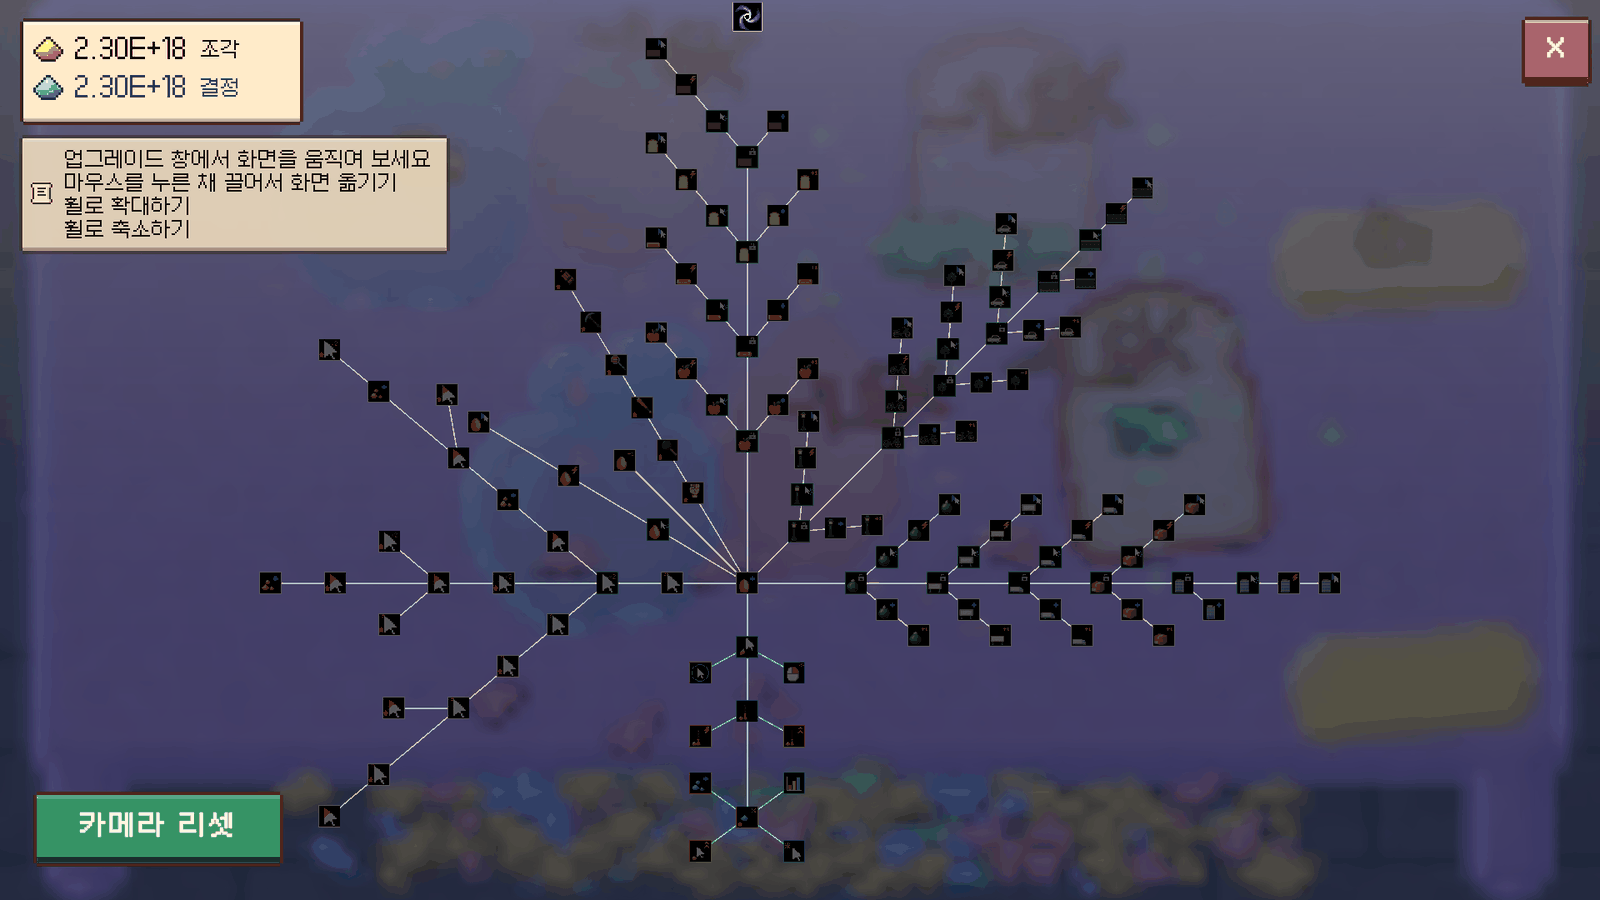 2.30E+18 조각
2.30E+18 결정
업그레이드 창에서 화면을 움직여 보세요
마우스를 누른 채 끌어서 화면 옮기기
휠로 확대하기
휠로 축소하기
카메라 리셋
X